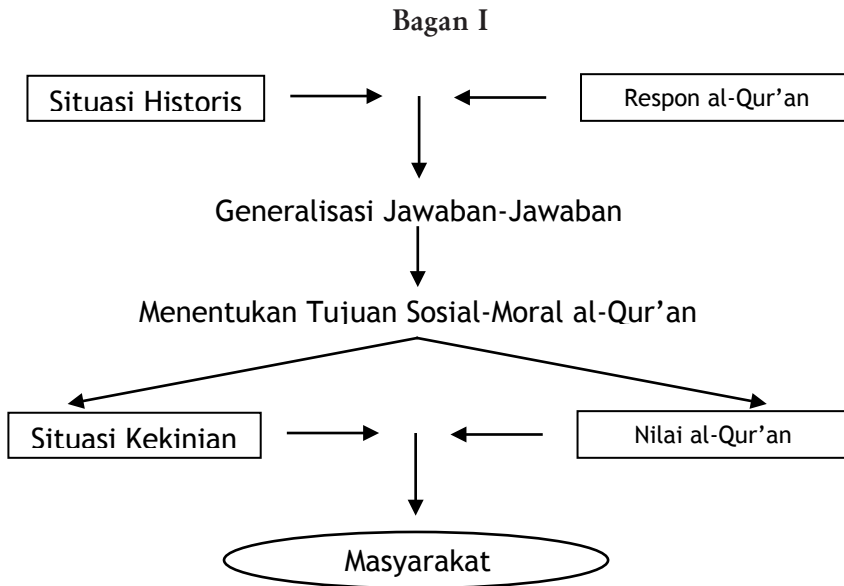 Bagan I
Situasi Historis
Respon al-Qur’an
Generalisasi Jawaban-Jawaban
Menentukan Tujuan Sosial-Moral al-Qur’an
Situasi Kekinian
Nilai al-Qur’an
Masyarakat